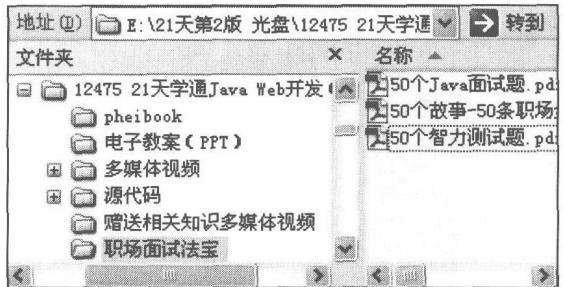 地址(D) E:\21天第2版 光盘\12475 21天学通 转到
文件夹 × 名称
12475 21天学通Java Web开发(
pheibook
电子教案(PPT)
多媒体视频
源代码
赠送相关知识多媒体视频
职场面试法宝
50个Java面试题.pd
50个故事-50条职场
50个智力测试题.pd